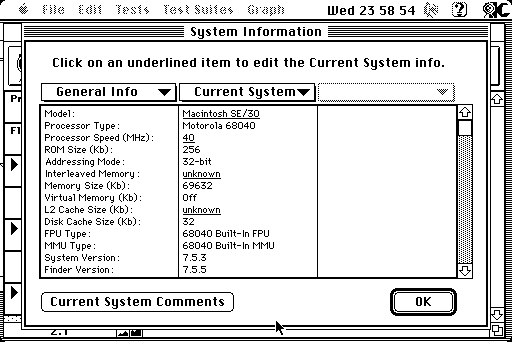 File Edit Tests Test Suites Graph Wed 23 58 54
System Information
Click on an underlined item to edit the Current System info.
General Info Current System
Model: Macintosh SE/30
Processor Type: Motorola 68040
Processor Speed (MHz): 40
ROM Size (Kb): 256
Addressing Mode: 32-bit
Interleaved Memory: unknown
Memory Size (Kb): 69632
Virtual Memory (Kb): Off
L2 Cache Size (Kb): unknown
Disk Cache Size (Kb): 32
FPU Type: 68040 Built-In FPU
MMU Type: 68040 Built-In MMU
System Version: 7.5.3
Finder Version: 7.5.5
Current System Comments OK